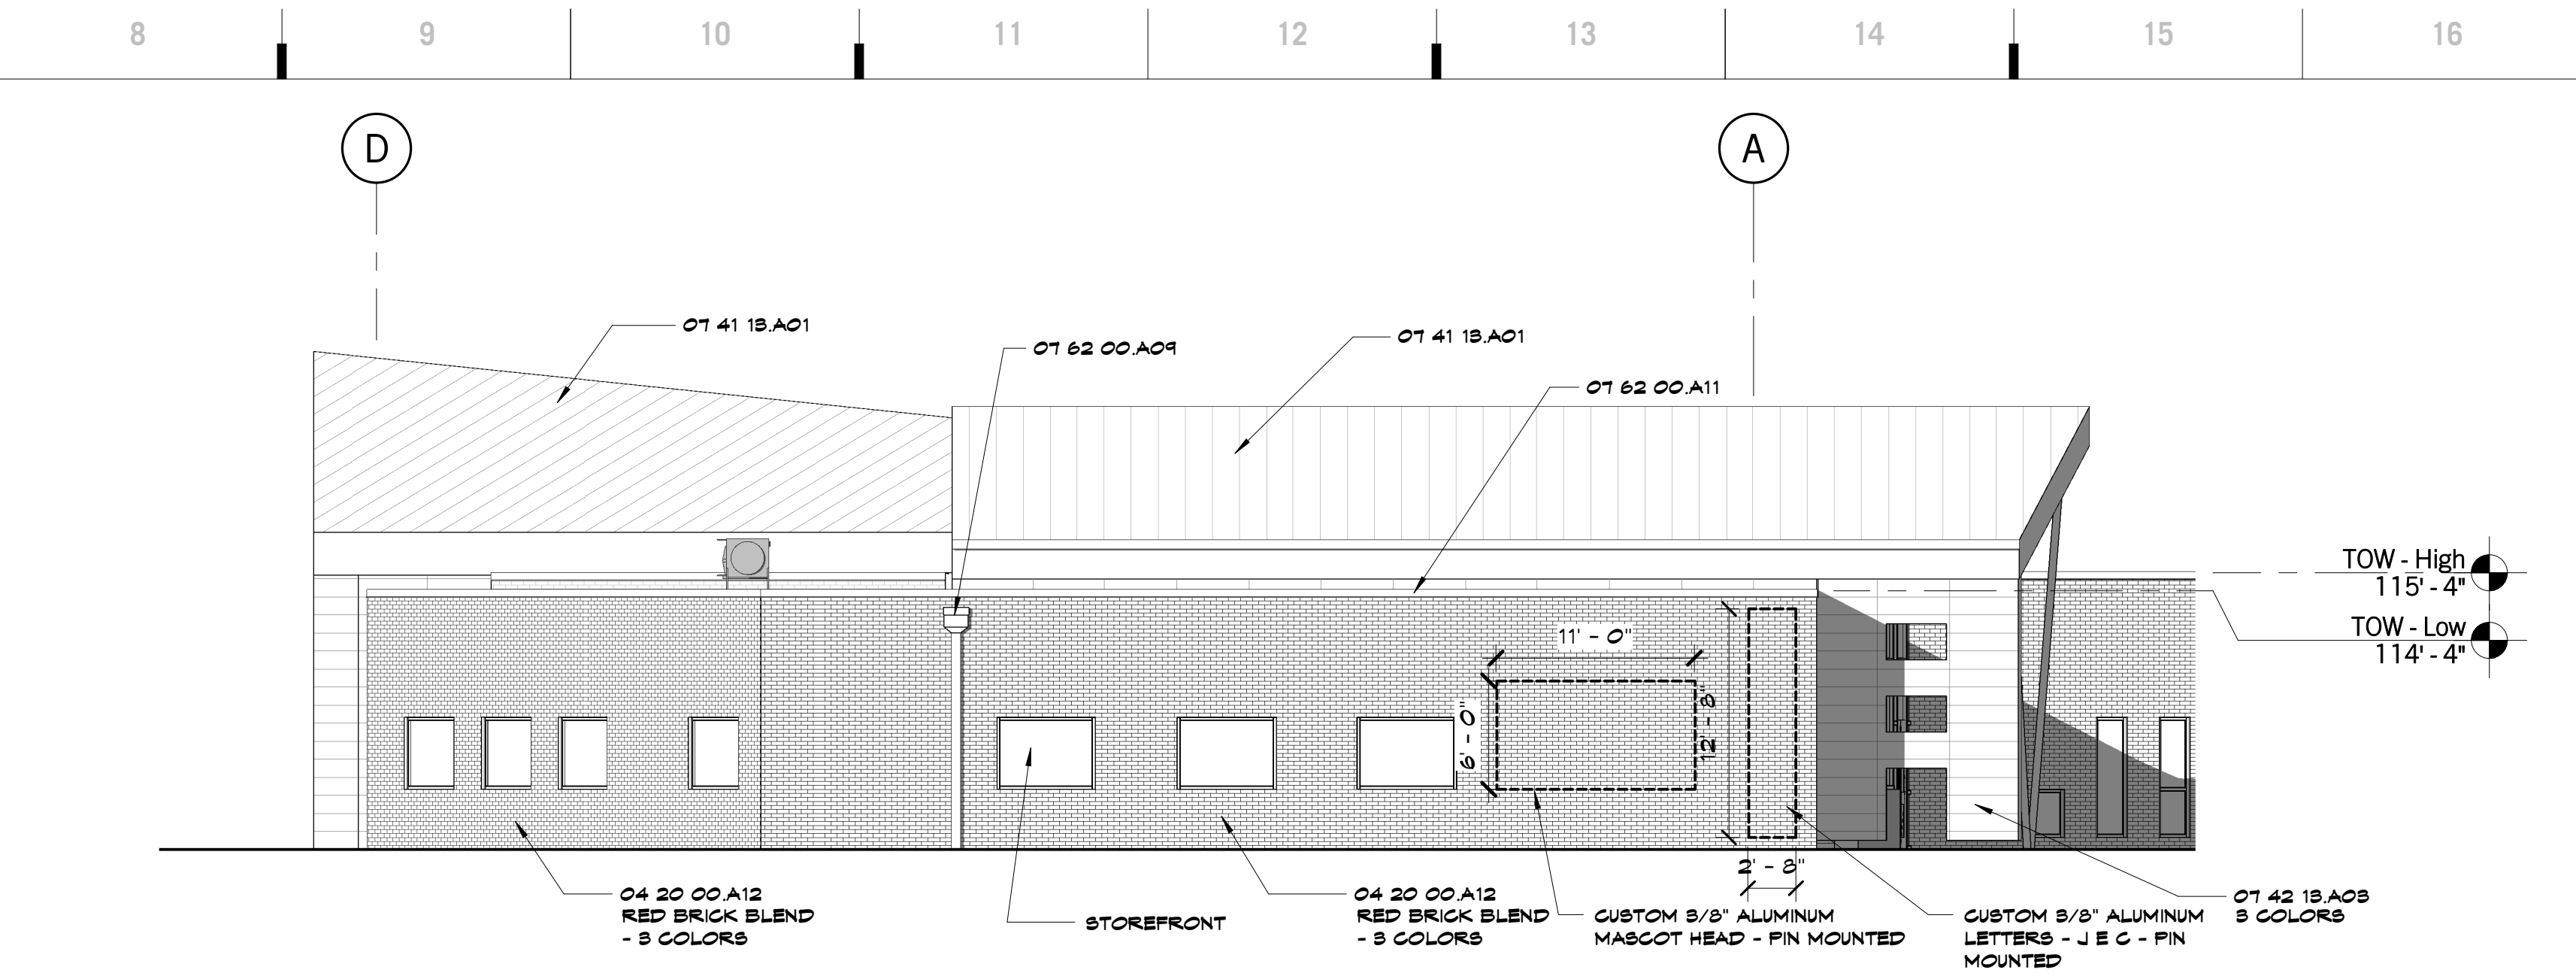 8
9
10
11
12
13
14
15
16
D
A
07 41 13.A01
07 62 00.A09
07 41 13.A01
07 62 00.A11
TOW - High
115' - 4"
TOW - Low
114' - 4"
11' - 0"
6' - 0"
12' - 8"
2' - 8"
04 20 00.A12
RED BRICK BLEND
- 3 COLORS
STOREFRONT
04 20 00.A12
RED BRICK BLEND
- 3 COLORS
CUSTOM 3/8" ALUMINUM
MASCOT HEAD - PIN MOUNTED
CUSTOM 3/8" ALUMINUM
LETTERS - J E C - PIN
MOUNTED
07 42 13.A03
3 COLORS